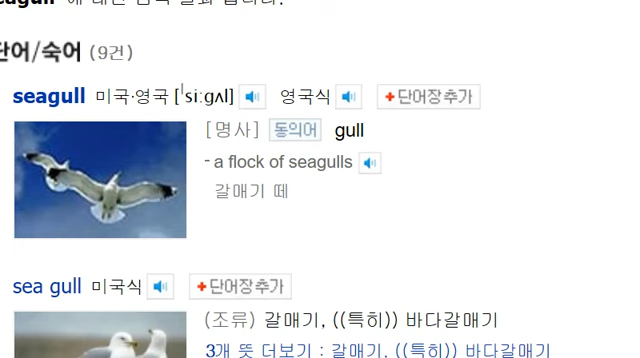 단어/숙어 (9건)
seagull 미국·영국 [ˈsiːgʌl] 영국식 +단어장추가
[명사] 동의어 gull
- a flock of seagulls
갈매기 떼
sea gull 미국식 +단어장추가
(조류) 갈매기, ((특히)) 바다갈매기
3개 뜻 더보기 : 갈매기, ((특히)) 바다갈매기